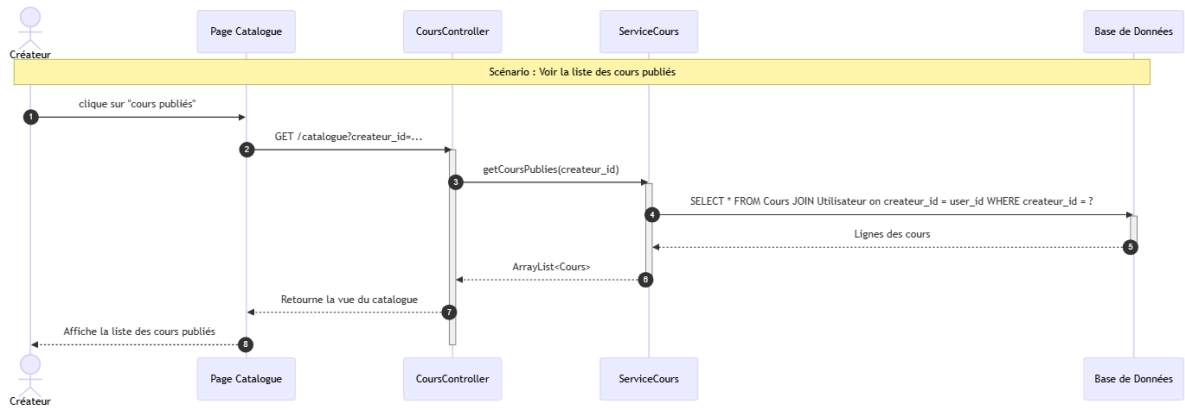 Créateur
Page Catalogue
CoursController
ServiceCours
Base de Données
Scénario : Voir la liste des cours publiés
clique sur "cours publiés"
1
GET /catalogue?createur_id=...
2
getCoursPublies(createur_id)
3
SELECT * FROM Cours JOIN Utilisateur on createur_id = user_id WHERE createur_id = ?
4
Lignes des cours
5
ArrayList<Cours>
6
Retourne la vue du catalogue
7
Affiche la liste des cours publiés
8
Créateur
Page Catalogue
CoursController
ServiceCours
Base de Données